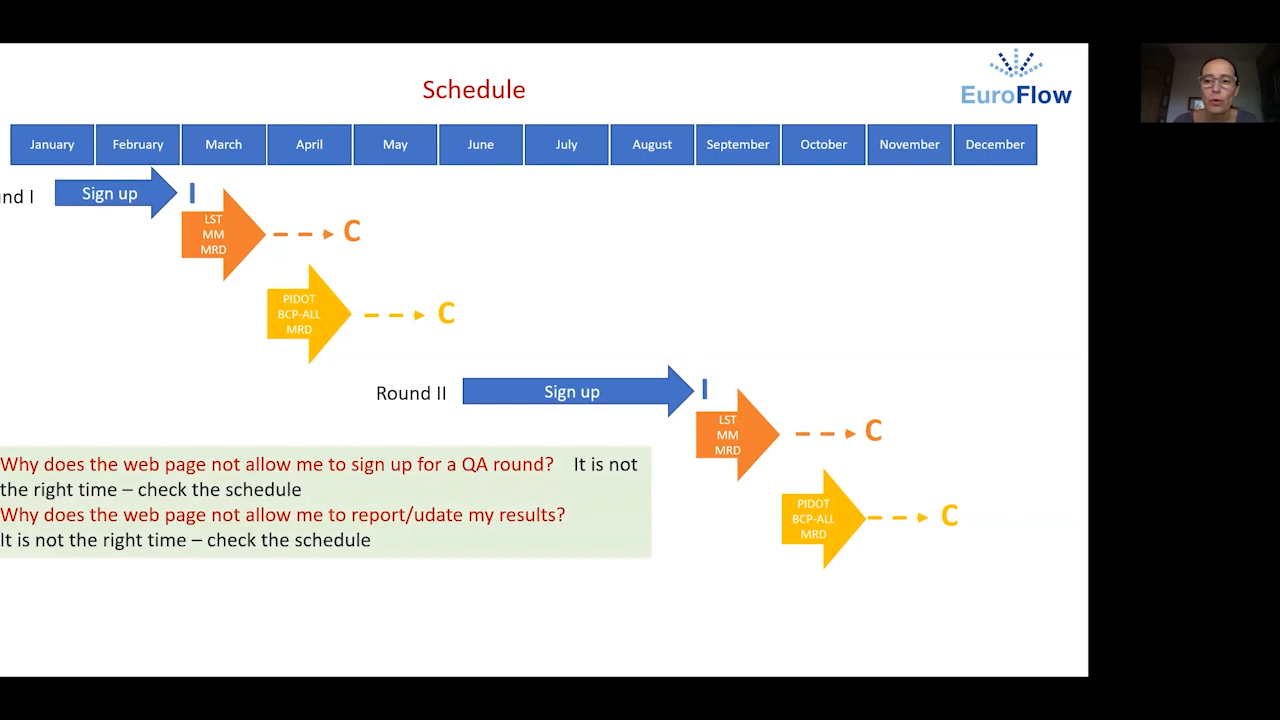 Schedule
EuroFlow
January February March April May June July August September October November December
nd I
Sign up
I
LST
MM
MRD
C
PIDOT
BCP-ALL
MRD
C
Round II
Sign up
I
LST
MM
MRD
C
PIDOT
BCP-ALL
MRD
C
Why does the web page not allow me to sign up for a QA round? It is not
the right time – check the schedule
Why does the web page not allow me to report/udate my results?
It is not the right time – check the schedule